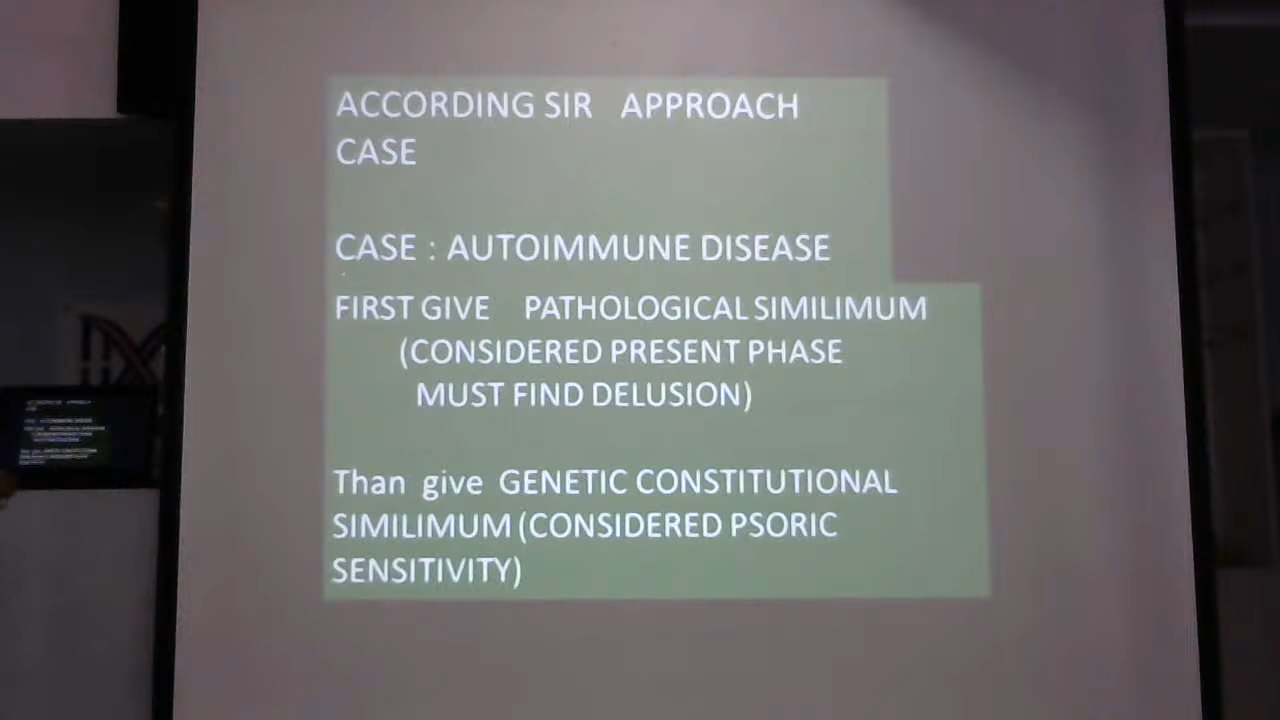 ACCORDING SIR APPROACH
CASE
CASE : AUTOIMMUNE DISEASE
FIRST GIVE PATHOLOGICAL SIMILIMUM
(CONSIDERED PRESENT PHASE
MUST FIND DELUSION)
Than give GENETIC CONSTITUTIONAL
SIMILIMUM (CONSIDERED PSORIC
SENSITIVITY)